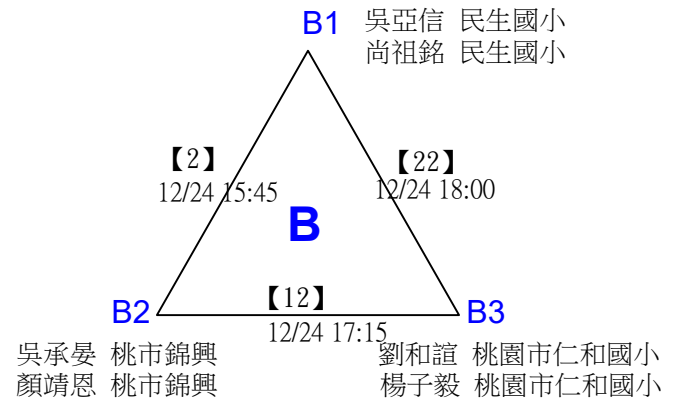 B1
吳亞信 民生國小
尚祖銘 民生國小
【2】
12/24 15:45
【22】
12/24 18:00
B
B2
【12】
12/24 17:15
B3
吳承晏 桃市錦興
顏靖恩 桃市錦興
劉和諠 桃園市仁和國小
楊子毅 桃園市仁和國小